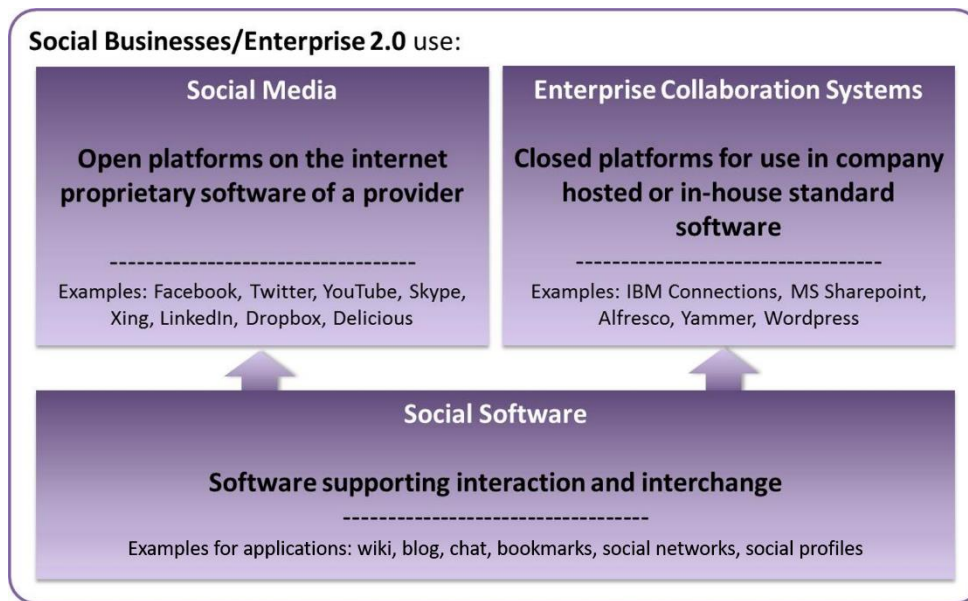 Social Businesses/Enterprise 2.0 use:
Social Media
Open platforms on the internet
proprietary software of a provider
-----------------------------------
Examples: Facebook, Twitter, YouTube, Skype,
Xing, LinkedIn, Dropbox, Delicious
Enterprise Collaboration Systems
Closed platforms for use in company
hosted or in-house standard
software
-----------------------------------
Examples: IBM Connections, MS Sharepoint,
Alfresco, Yammer, Wordpress
Social Software
Software supporting interaction and interchange
-----------------------------------
Examples for applications: wiki, blog, chat, bookmarks, social networks, social profiles